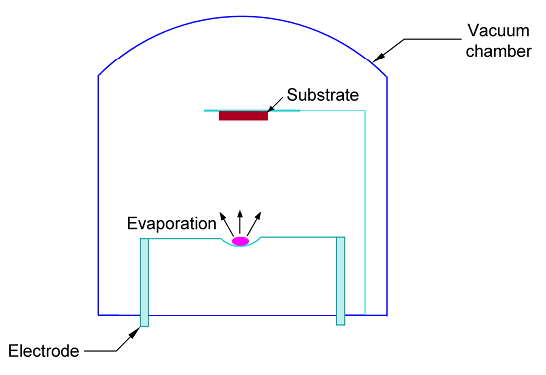 Vacuum
chamber
Substrate
Evaporation
Electrode